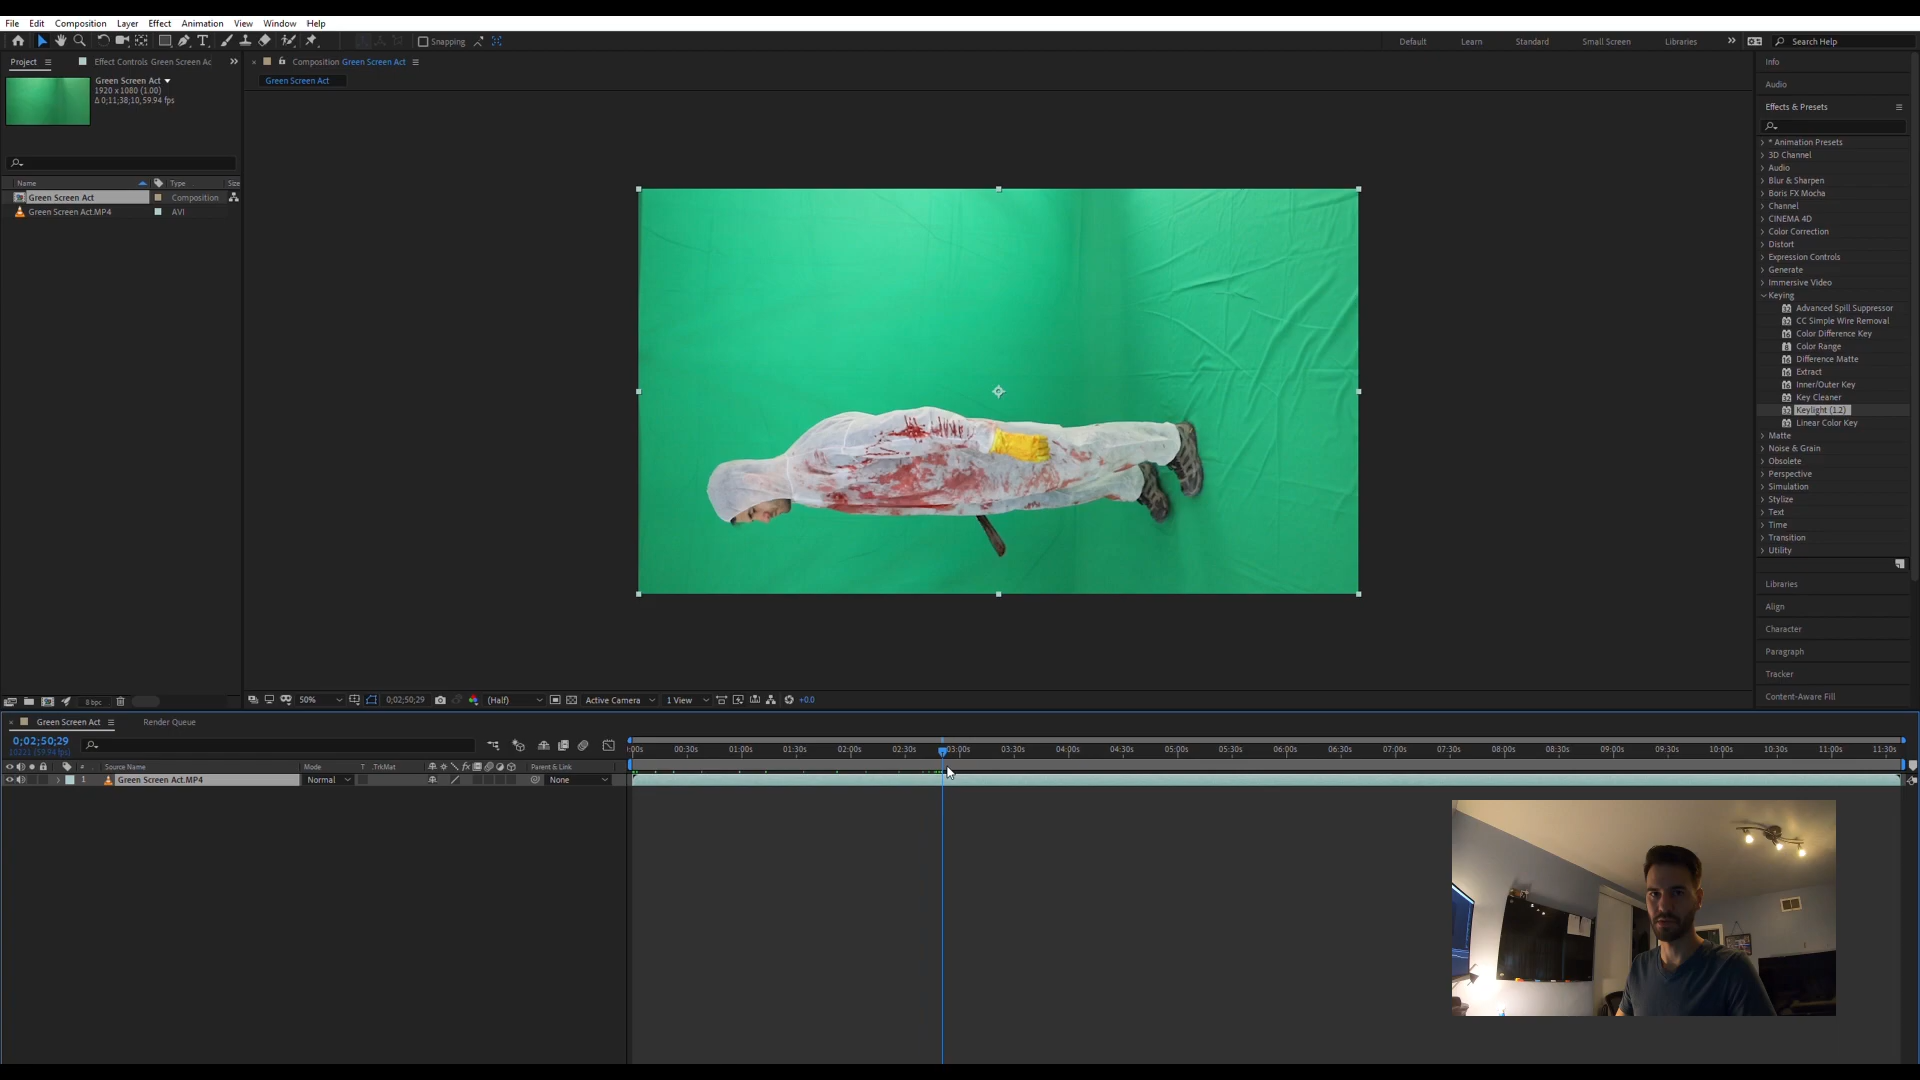 File Edit Composition Layer Effect Animation View Window Help
Snapping
Default Learn Standard Small Screen Libraries Search Help
Project Effect Controls Green Screen Ac
Green Screen Act
1920 x 1080 (1.00)
Δ 0;11;38;10, 59.94 fps
Name Type Size
Green Screen Act Composition
Green Screen Act.MP4 AVI
8 bpc
Composition Green Screen Act
Green Screen Act
50% 0;02;50;29 (Half) Active Camera 1 View +0.0
Info
Audio
Effects & Presets
* Animation Presets
3D Channel
Audio
Blur & Sharpen
Boris FX Mocha
Channel
CINEMA 4D
Color Correction
Distort
Expression Controls
Generate
Immersive Video
Keying
Advanced Spill Suppressor
CC Simple Wire Removal
Color Difference Key
Color Range
Difference Matte
Extract
Inner/Outer Key
Key Cleaner
Keylight (1.2)
Linear Color Key
Matte
Noise & Grain
Obsolete
Perspective
Simulation
Stylize
Text
Time
Transition
Utility
Libraries
Align
Character
Paragraph
Tracker
Content-Aware Fill
Green Screen Act Render Queue
0;02;50;29
10221 (59.94 fps)
:00s 00:30s 01:00s 01:30s 02:00s 02:30s 03:00s 03:30s 04:00s 04:30s 05:00s 05:30s 06:00s 06:30s 07:00s 07:30s 08:00s 08:30s 09:00s 09:30s 10:00s 10:30s 11:00s 11:30s
# Source Name Mode T .TrkMat Parent & Link
1 Green Screen Act.MP4 Normal None